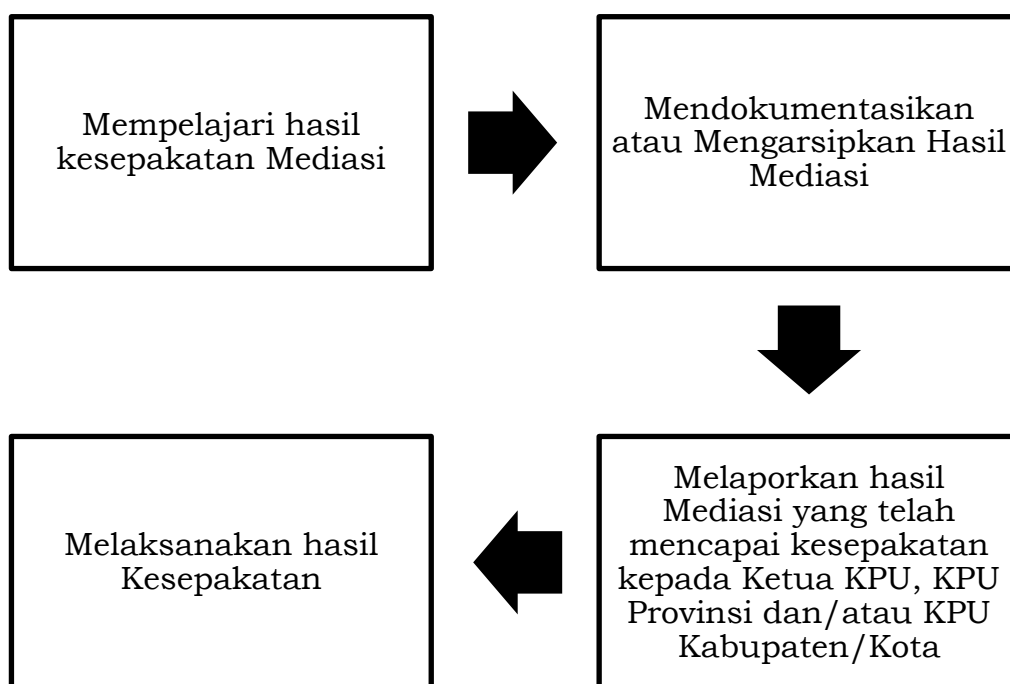 Mempelajari hasil
kesepakatan Mediasi
Mendokumentasikan
atau Mengarsipkan Hasil
Mediasi
Melaporkan hasil
Mediasi yang telah
mencapai kesepakatan
kepada Ketua KPU, KPU
Provinsi dan/atau KPU
Kabupaten/Kota
Melaksanakan hasil
Kesepakatan